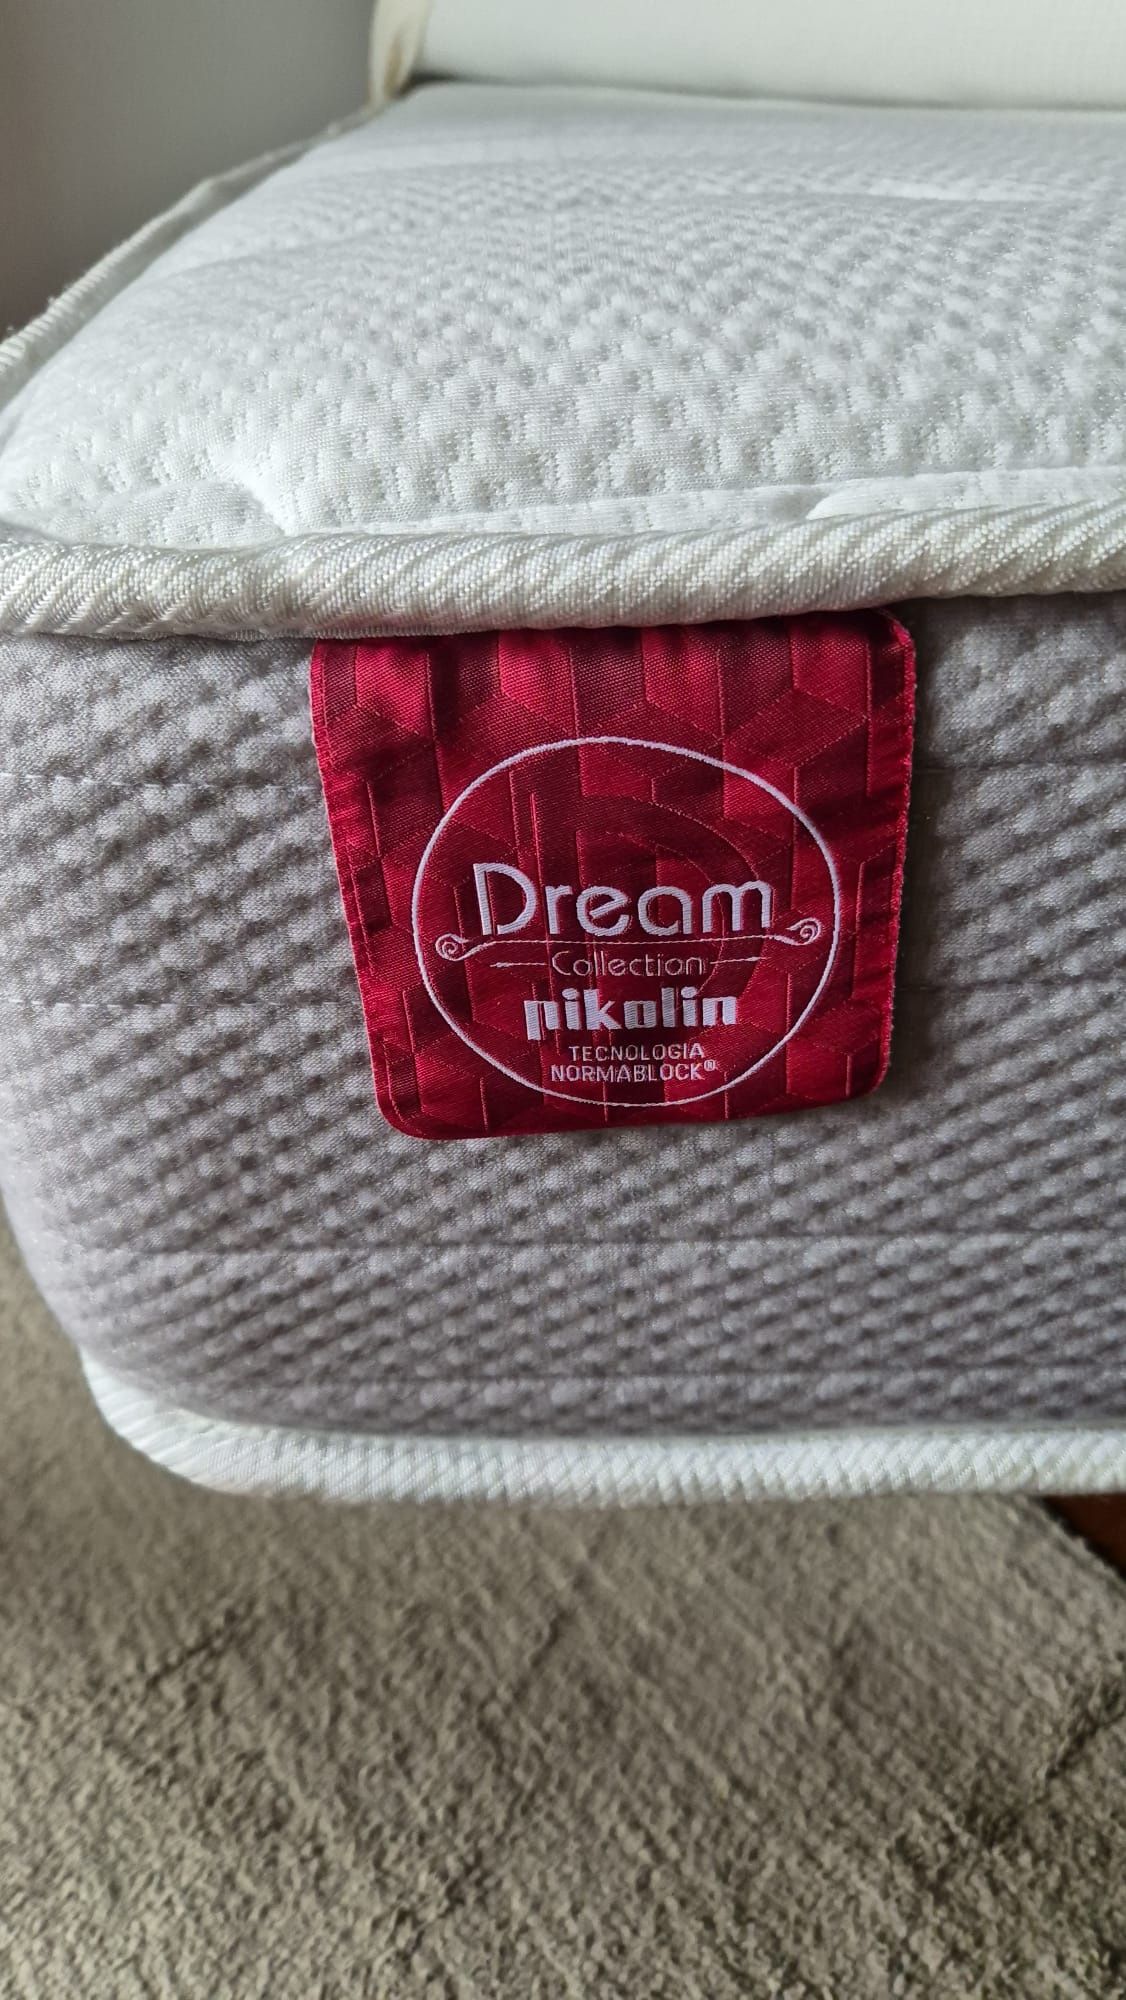 Dream
Collection
pikolin
TECNOLOGIA
NORMABLOCK®